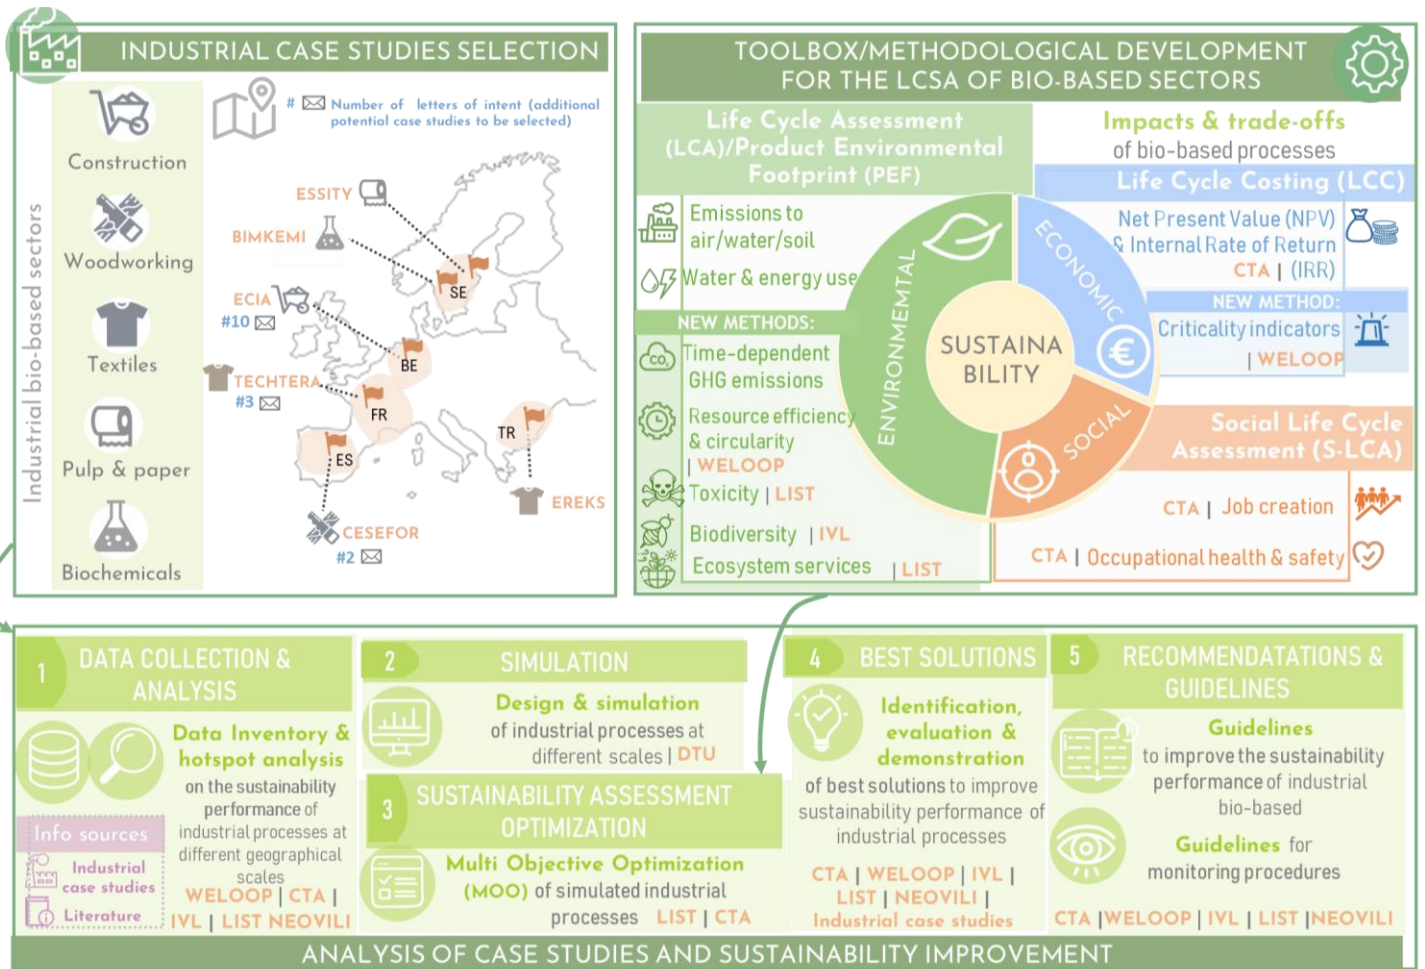 INDUSTRIAL CASE STUDIES SELECTION
Industrial bio-based sectors
Construction
Woodworking
Textiles
Pulp & paper
Biochemicals
# Number of letters of intent (additional
potential case studies to be selected)
ESSITY
BIMKEMI
ECIA
#10
TECHTERA
#3
SE
BE
FR
TR
ES
EREKS
CESEFOR
#2
TOOLBOX/METHODOLOGICAL DEVELOPMENT
FOR THE LCSA OF BIO-BASED SECTORS
Life Cycle Assessment
(LCA)/Product Environmental
Footprint (PEF)
Emissions to
air/water/soil
Water & energy use
NEW METHODS:
CO2
Time-dependent
GHG emissions
Resource efficiency
& circularity
| WELOOP
Toxicity | LIST
Biodiversity | IVL
Ecosystem services | LIST
ENVIRONMEMTAL
ECONOMIC
€
SOCIAL
SUSTAINA
BILITY
Impacts & trade-offs
of bio-based processes
Life Cycle Costing (LCC)
Net Present Value (NPV)
& Internal Rate of Return
CTA | (IRR)
NEW METHOD:
Criticality indicators
| WELOOP
Social Life Cycle
Assessment (S-LCA)
CTA | Job creation
CTA | Occupational health & safety
1
DATA COLLECTION &
ANALYSIS
Data Inventory &
hotspot analysis
on the sustainability
performance of
industrial processes at
different geographical
scales
WELOOP | CTA |
IVL | LIST NEOVILI
Info sources
Industrial
case studies
Literature
2
SIMULATION
Design & simulation
of industrial processes at
different scales | DTU
3
SUSTAINABILITY ASSESSMENT
OPTIMIZATION
Multi Objective Optimization
(MOO) of simulated industrial
processes LIST | CTA
4
BEST SOLUTIONS
Identification,
evaluation &
demonstration
of best solutions to improve
sustainability performance of
industrial processes
CTA | WELOOP | IVL |
LIST | NEOVILI |
Industrial case studies
5
RECOMMENDATATIONS &
GUIDELINES
Guidelines
to improve the sustainability
performance of industrial
bio-based
Guidelines for
monitoring procedures
CTA |WELOOP | IVL | LIST |NEOVILI
ANALYSIS OF CASE STUDIES AND SUSTAINABILITY IMPROVEMENT